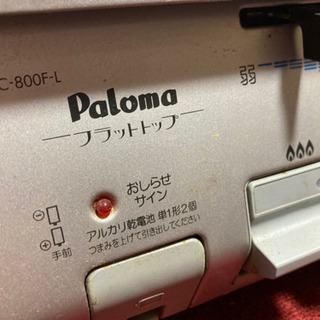 C-800F-L
Paloma
フラットトップ
弱
おしらせ
サイン
アルカリ乾電池 単1形2個
つまみを上げて引き出してください
手前